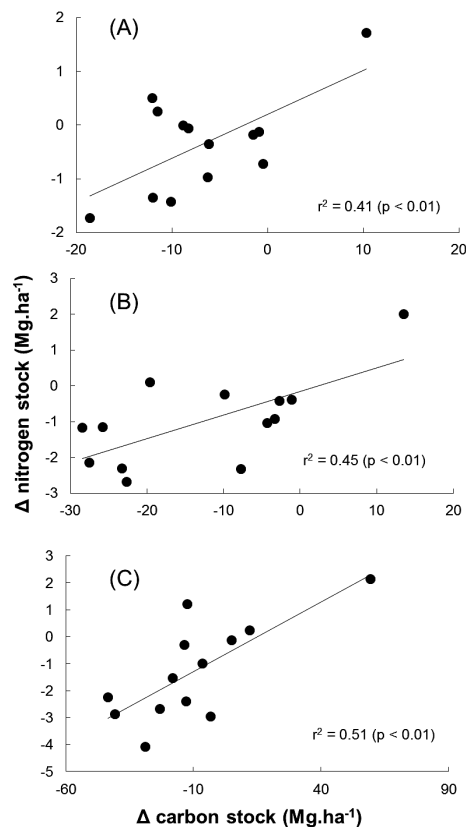 (A)
2
1
0
-1
-2
r² = 0.41 (p < 0.01)
-20 -10 0 10 20
Δ nitrogen stock (Mg.ha⁻¹)
(B)
3
2
1
0
-1
-2
-3
r² = 0.45 (p < 0.01)
-30 -20 -10 0 10 20
(C)
3
2
1
0
-1
-2
-3
-4
-5
r² = 0.51 (p < 0.01)
-60 -10 40 90
Δ carbon stock (Mg.ha⁻¹)